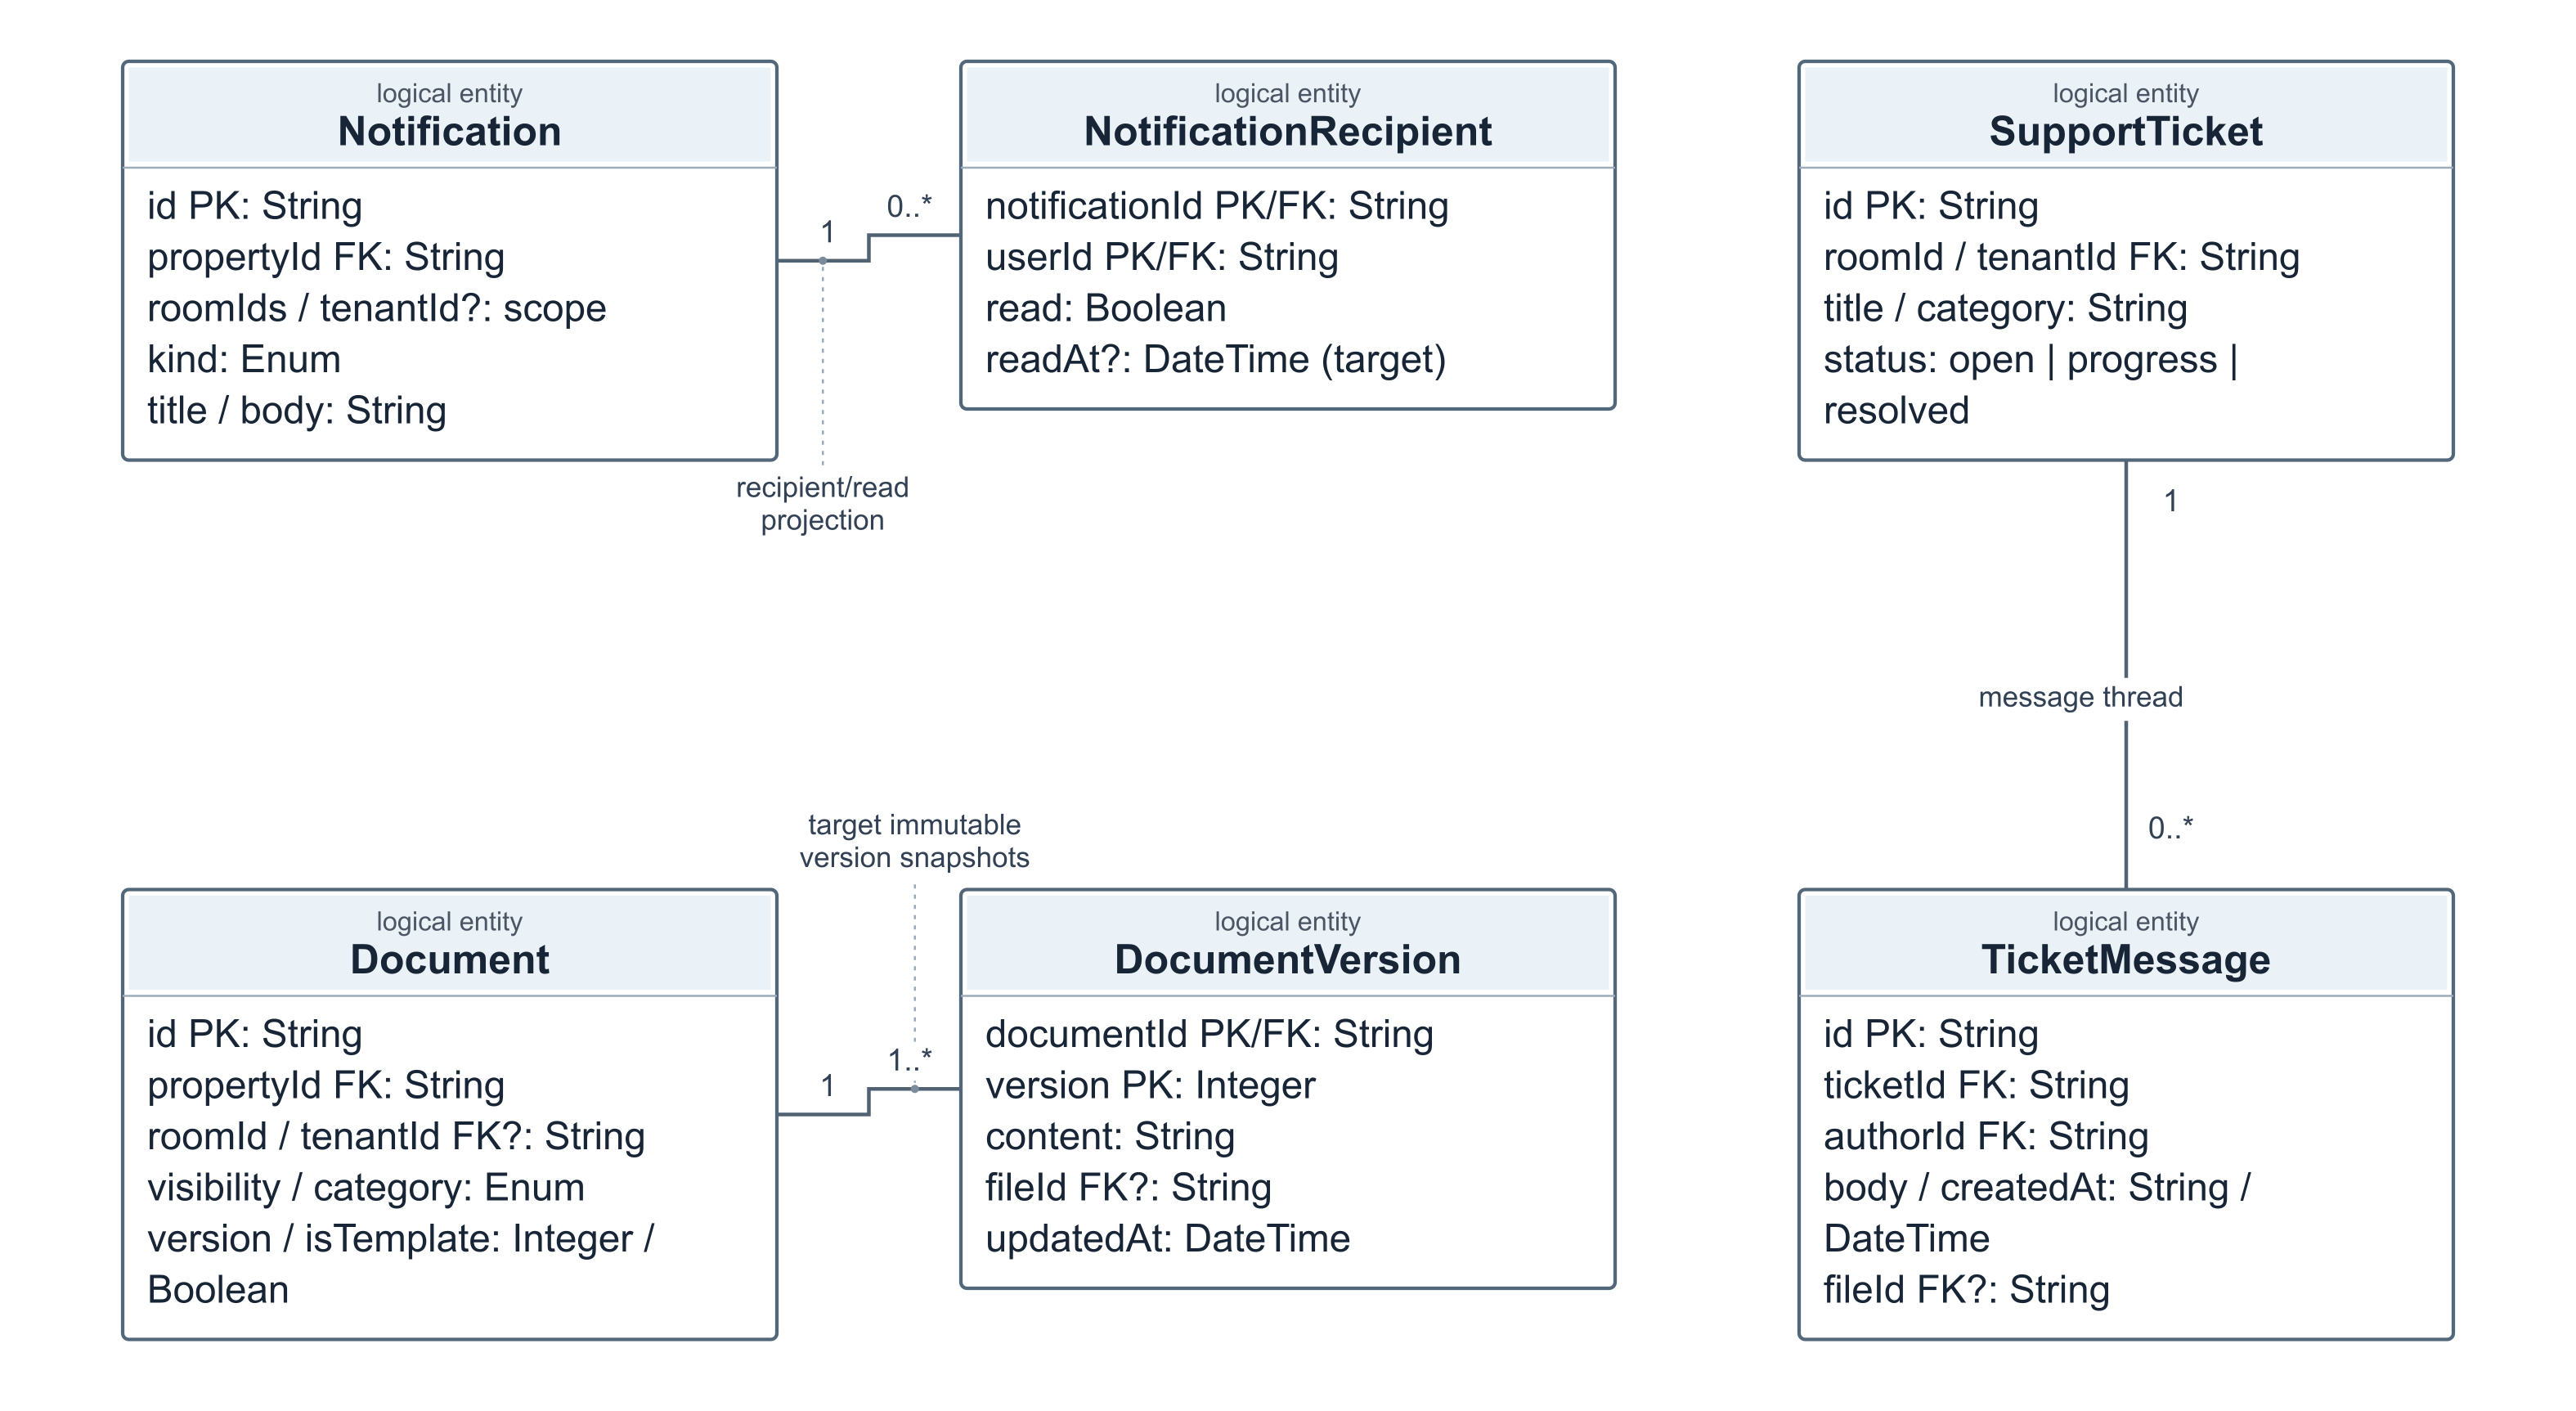 logical entity
Notification
id PK: String
propertyId FK: String
roomIds / tenantId?: scope
kind: Enum
title / body: String
1
0..*
recipient/read
projection
logical entity
NotificationRecipient
notificationId PK/FK: String
userId PK/FK: String
read: Boolean
readAt?: DateTime (target)
logical entity
SupportTicket
id PK: String
roomId / tenantId FK: String
title / category: String
status: open | progress |
resolved
1
message thread
0..*
logical entity
Document
id PK: String
propertyId FK: String
roomId / tenantId FK?: String
visibility / category: Enum
version / isTemplate: Integer /
Boolean
target immutable
version snapshots
1
1..*
logical entity
DocumentVersion
documentId PK/FK: String
version PK: Integer
content: String
fileId FK?: String
updatedAt: DateTime
logical entity
TicketMessage
id PK: String
ticketId FK: String
authorId FK: String
body / createdAt: String /
DateTime
fileId FK?: String